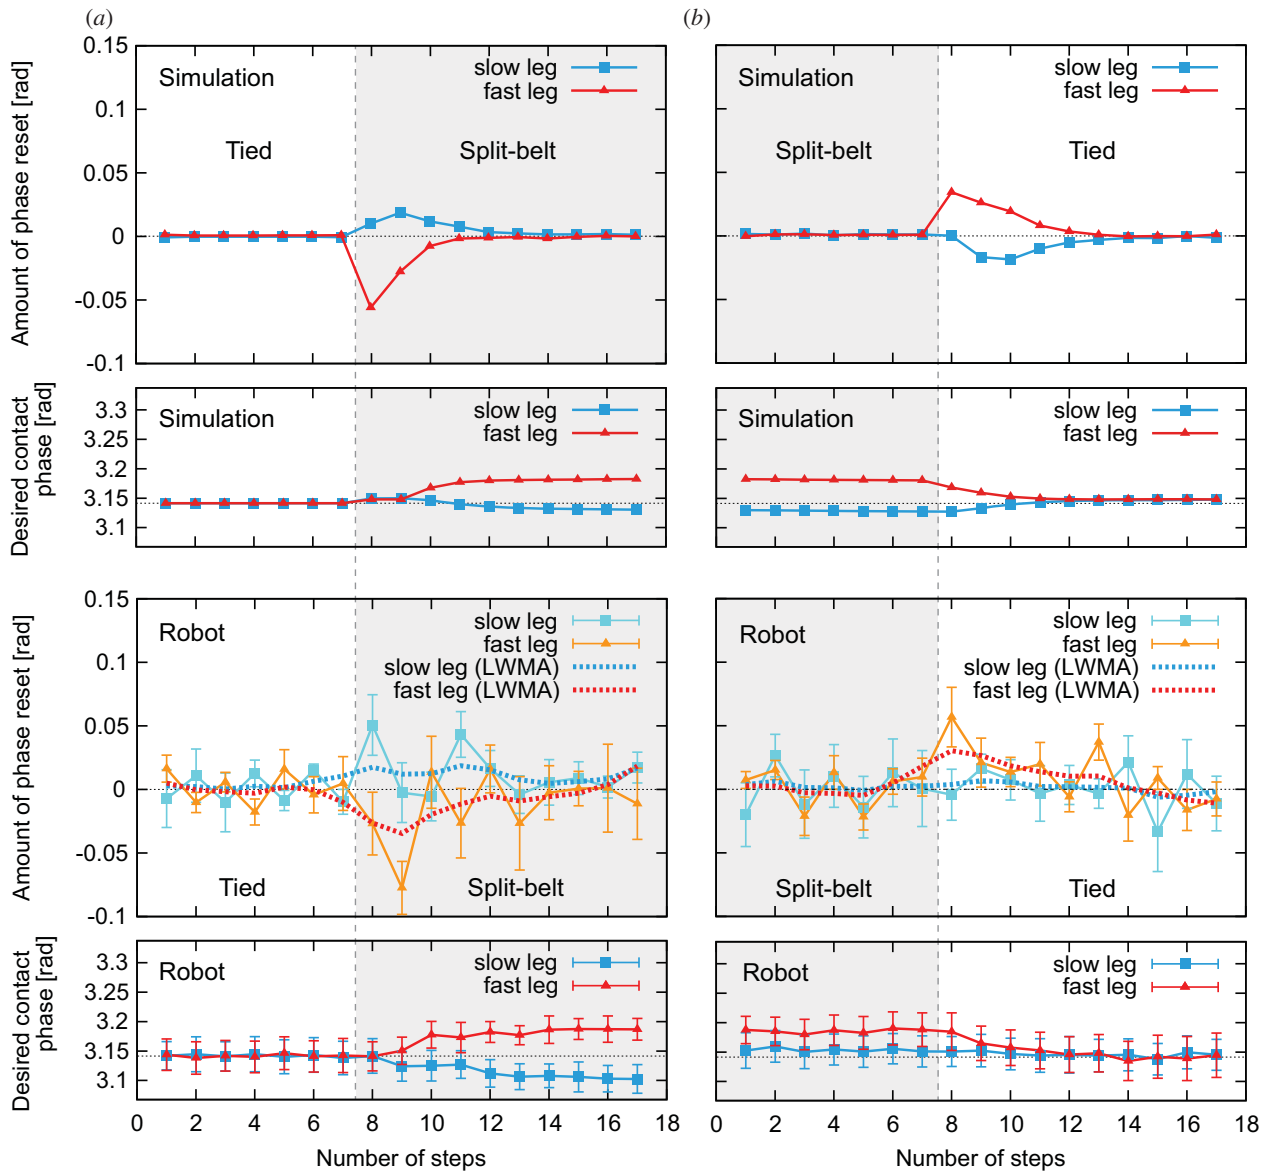 (a)
(b)
0.15
0.1
0.05
0
-0.05
-0.1
Amount of phase reset [rad]
Simulation
slow leg
fast leg
Tied
Split-belt
Simulation
slow leg
fast leg
Split-belt
Tied
3.3
3.2
3.15
3.1
Desired contact
phase [rad]
Simulation
slow leg
fast leg
Simulation
slow leg
fast leg
0.15
0.1
0.05
0
-0.05
-0.1
Amount of phase reset [rad]
Robot
slow leg
fast leg
slow leg (LWMA)
fast leg (LWMA)
Tied
Split-belt
Robot
slow leg
fast leg
slow leg (LWMA)
fast leg (LWMA)
Split-belt
Tied
3.3
3.2
3.15
3.1
Desired contact
phase [rad]
Robot
slow leg
fast leg
Robot
slow leg
fast leg
0 2 4 6 8 10 12 14 16 18
0 2 4 6 8 10 12 14 16 18
Number of steps
Number of steps